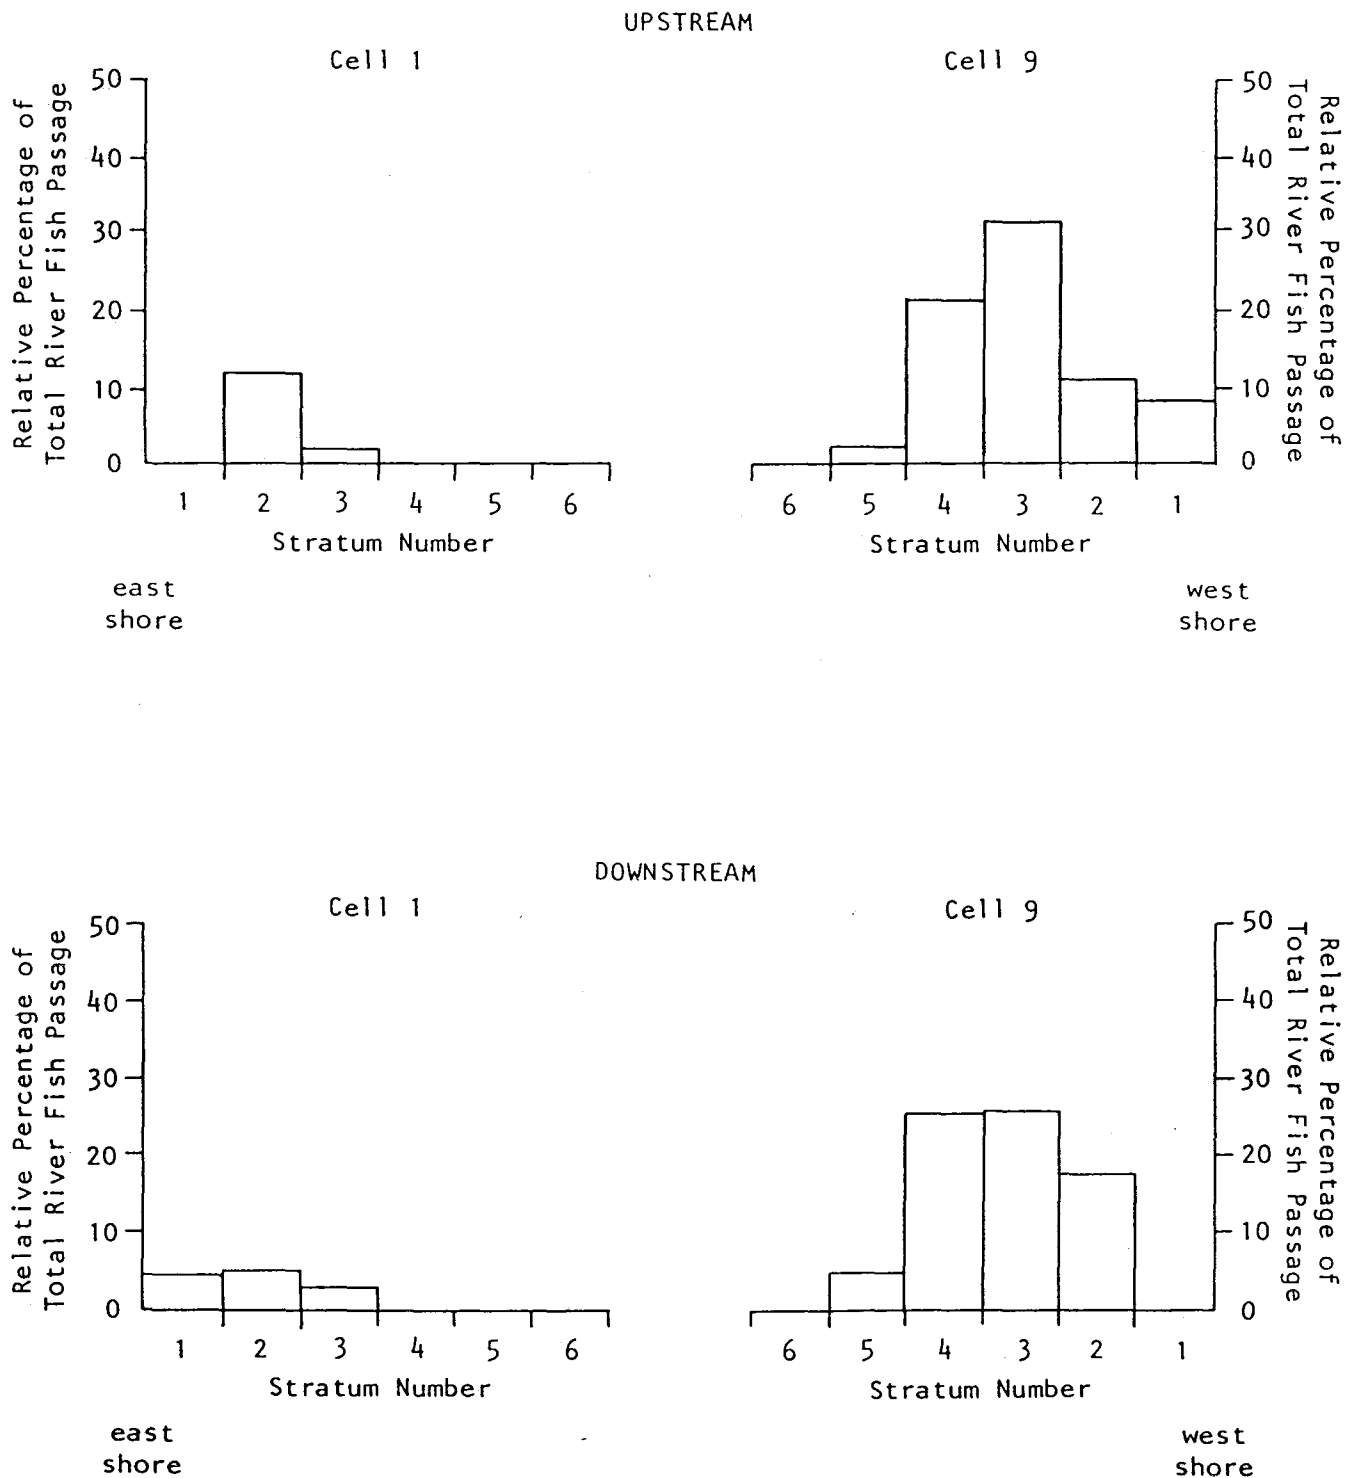 UPSTREAM
Cell 1
Relative Percentage of
Total River Fish Passage
50
40
30
20
10
0
1 2 3 4 5 6
Stratum Number
east
shore
Cell 9
50
40
30
20
10
0
Relative Percentage of
Total River Fish Passage
6 5 4 3 2 1
Stratum Number
west
shore
DOWNSTREAM
Cell 1
Relative Percentage of
Total River Fish Passage
50
40
30
20
10
0
1 2 3 4 5 6
Stratum Number
east
shore
Cell 9
50
40
30
20
10
0
Relative Percentage of
Total River Fish Passage
6 5 4 3 2 1
Stratum Number
west
shore